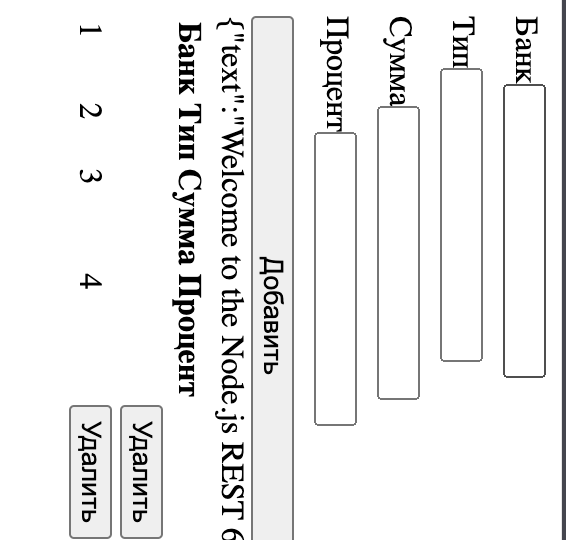 Банк
Тип
Сумма
Процент
Добавить
{"text":"Welcome to the Node.js REST
Банк Тип Сумма Процент
Удалить
1 2 3 4 Удалить